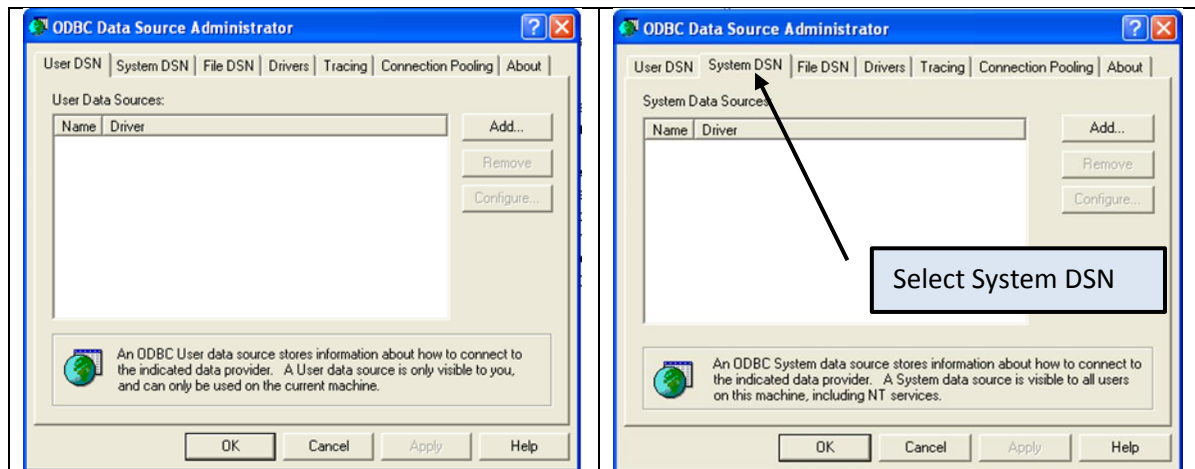 ODBC Data Source Administrator
User DSN System DSN File DSN Drivers Tracing Connection Pooling About
User Data Sources:
Name Driver
Add...
Remove
Configure...
An ODBC User data source stores information about how to connect to
the indicated data provider. A User data source is only visible to you,
and can only be used on the current machine.
OK Cancel Apply Help
ODBC Data Source Administrator
User DSN System DSN File DSN Drivers Tracing Connection Pooling About
System Data Sources
Name Driver
Add...
Remove
Configure...
Select System DSN
An ODBC System data source stores information about how to connect to
the indicated data provider. A System data source is visible to all users
on this machine, including NT services.
OK Cancel Apply Help